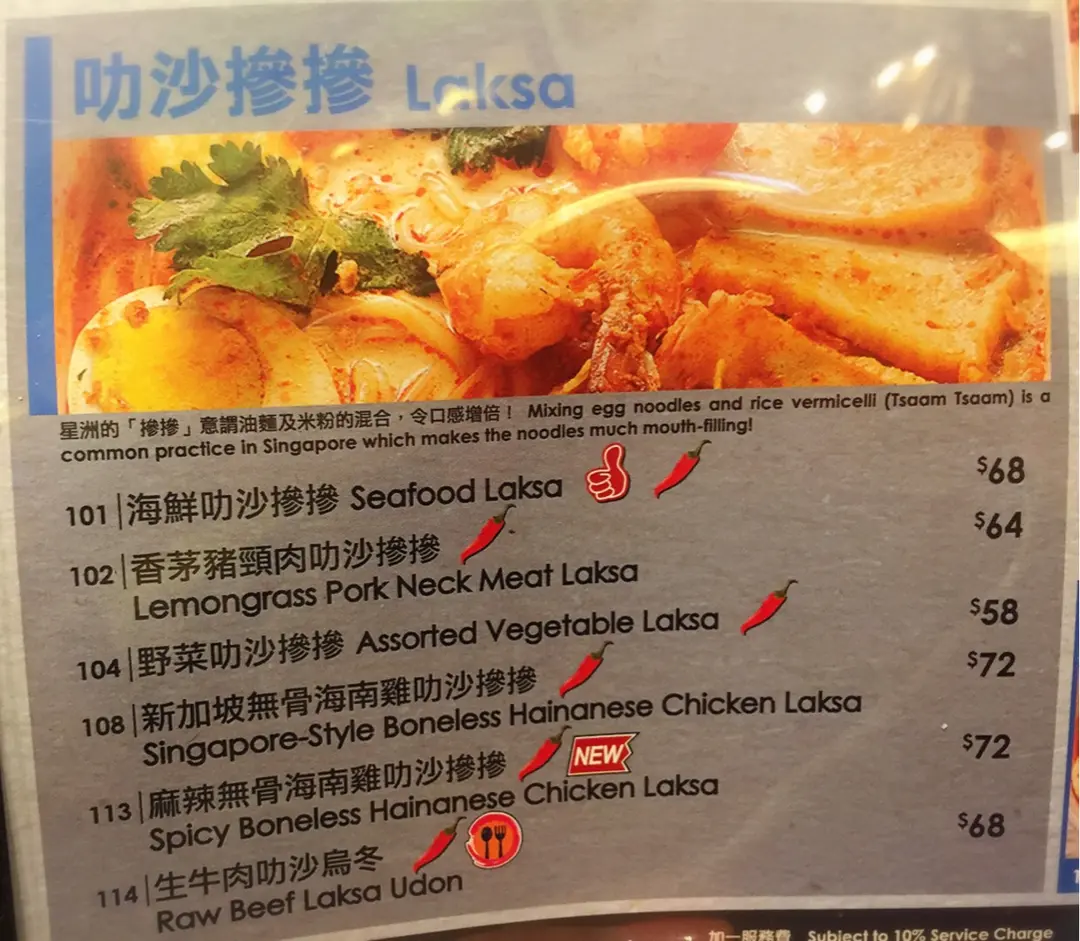 叻沙摻摻 Laksa
星洲的「摻摻」意謂油麵及米粉的混合，令口感增倍！ Mixing egg noodles and rice vermicelli (Tsaam Tsaam) is a
common practice in Singapore which makes the noodles much mouth-filling!
101 海鮮叻沙摻摻 Seafood Laksa $68
102 香茅豬頸肉叻沙摻摻 $64
Lemongrass Pork Neck Meat Laksa
104 野菜叻沙摻摻 Assorted Vegetable Laksa $58
108 新加坡無骨海南雞叻沙摻摻 $72
Singapore-Style Boneless Hainanese Chicken Laksa
113 麻辣無骨海南雞叻沙摻摻 NEW $72
Spicy Boneless Hainanese Chicken Laksa
114 生牛肉叻沙烏冬 $68
Raw Beef Laksa Udon
加一服務費 Subject to 10% Service Charge